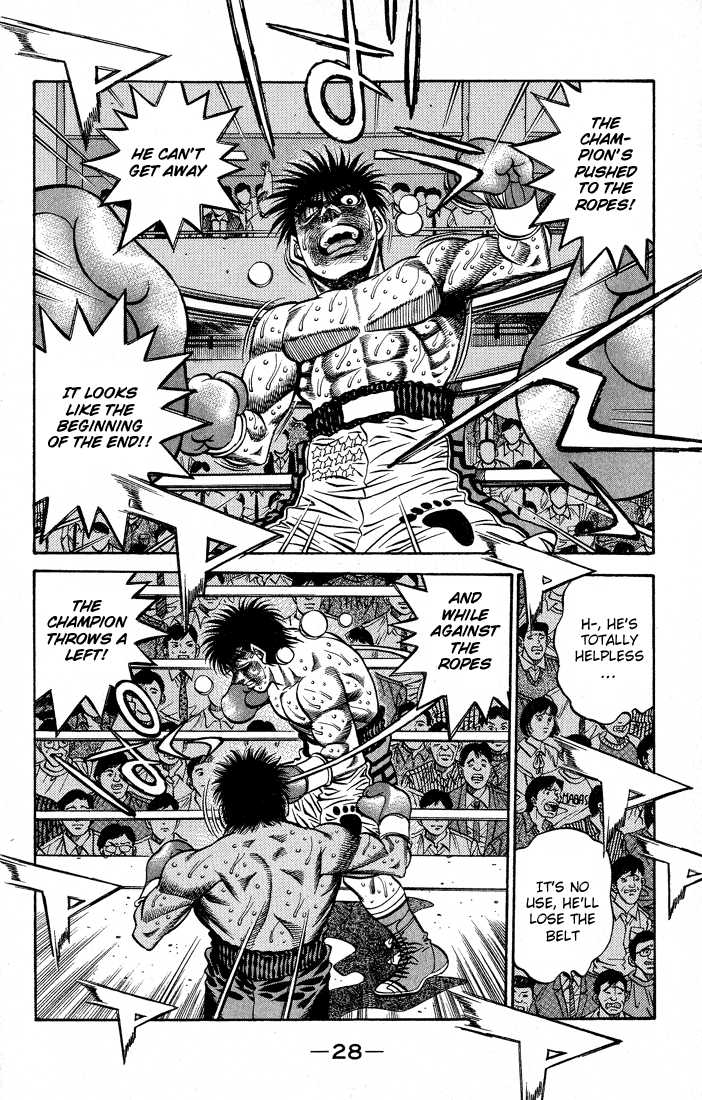 THE
CHAM-
PION'S
PUSHED
TO THE
ROPES!
HE CAN'T
GET AWAY
IT LOOKS
LIKE THE
BEGINNING
OF THE END!!
H-, HE'S
TOTALLY
HELPLESS
...
AND
WHILE
AGAINST
THE
ROPES
THE
CHAMPION
THROWS A
LEFT!
IT'S NO
USE, HE'LL
LOSE THE
BELT
—28—